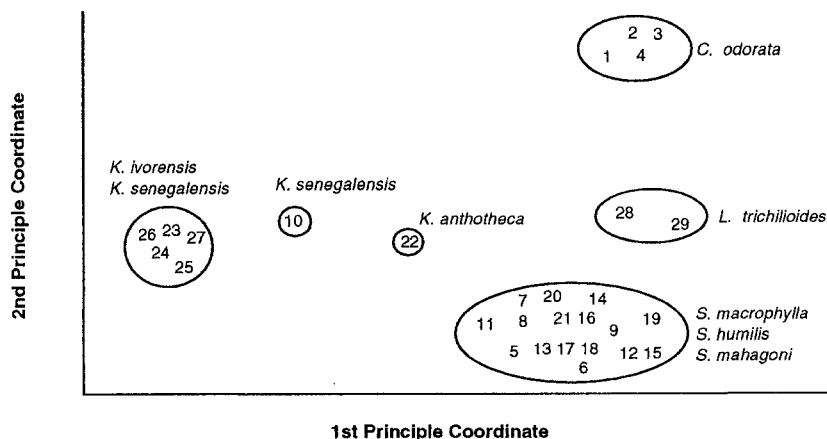 2 3
1 4
C. odorata
K. ivorensis
K. senegalensis
K. senegalensis
K. anthotheca
26 23 27
24
25
10
22
28 29
L. trichilioides
7 20 14
11 8 21 16 9 19
5 13 17 18 12 15
6
S. macrophylla
S. humilis
S. mahagoni
2nd Principle Coordinate
1st Principle Coordinate